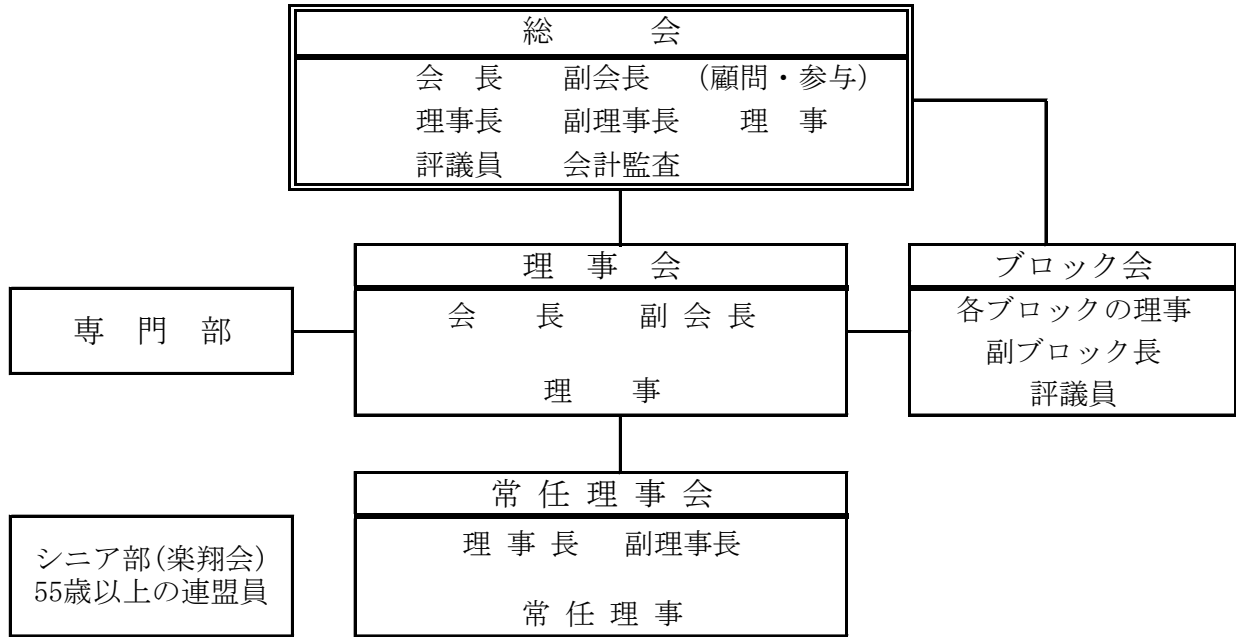 総　　会
会　長　副会長　(顧問・参与)
理事長　副理事長　理　事
評議員　会計監査
理　事　会
会　　長　　副 会 長
理　　事
ブロック会
各ブロックの理事
副ブロック長
評議員
専　門　部
常 任 理 事 会
理 事 長　副理事長
常 任 理 事
シニア部(楽翔会)
55歳以上の連盟員